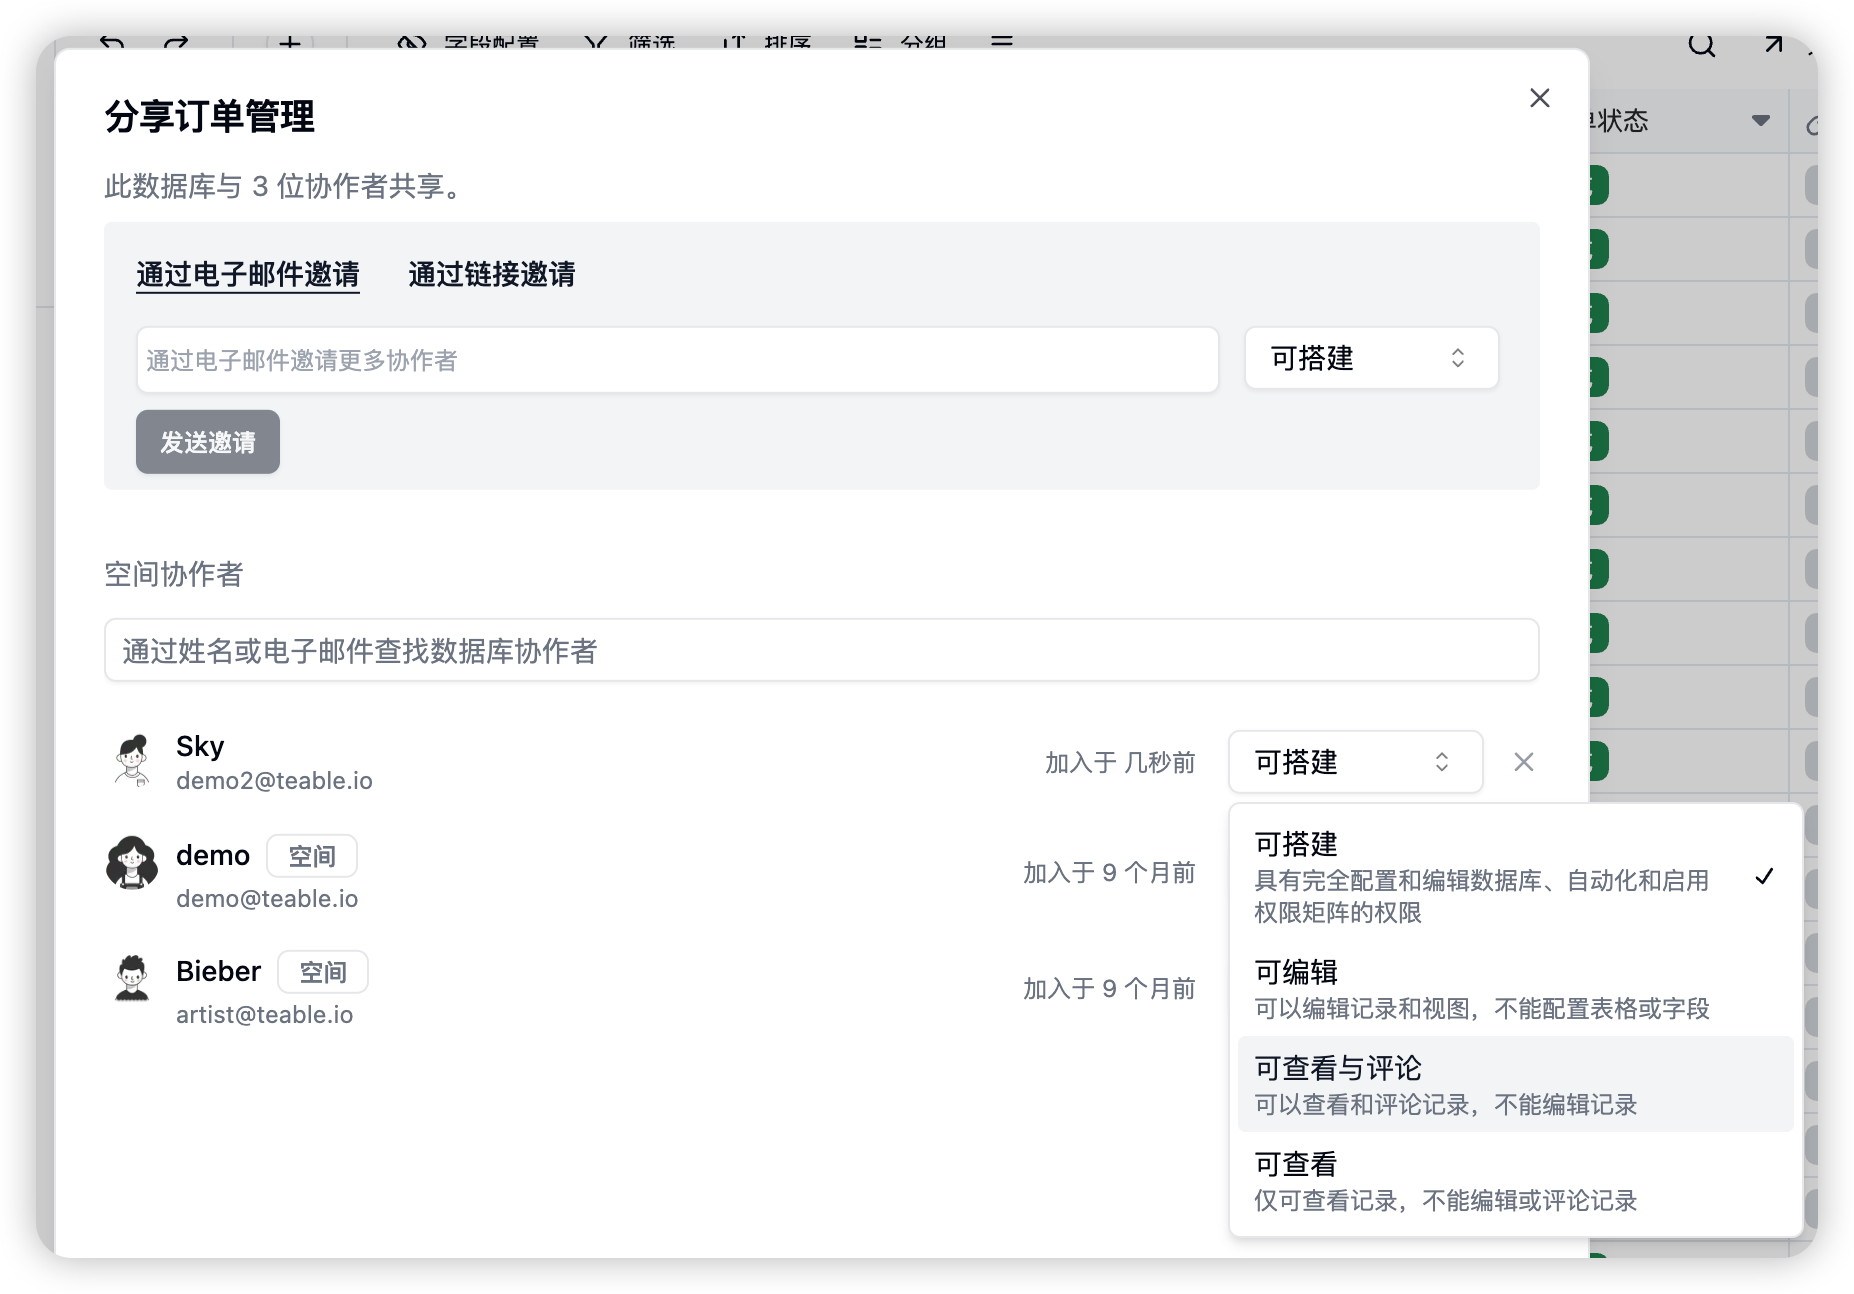 字段配置 筛选 排序 分组
分享订单管理
此数据库与 3 位协作者共享。
通过电子邮件邀请 通过链接邀请
通过电子邮件邀请更多协作者 可搭建
发送邀请
空间协作者
通过姓名或电子邮件查找数据库协作者
Sky
demo2@teable.io
加入于 几秒前 可搭建
demo 空间
demo@teable.io
加入于 9 个月前
Bieber 空间
artist@teable.io
加入于 9 个月前
可搭建
具有完全配置和编辑数据库、自动化和启用
权限矩阵的权限
可编辑
可以编辑记录和视图，不能配置表格或字段
可查看与评论
可以查看和评论记录，不能编辑记录
可查看
仅可查看记录，不能编辑或评论记录
状态